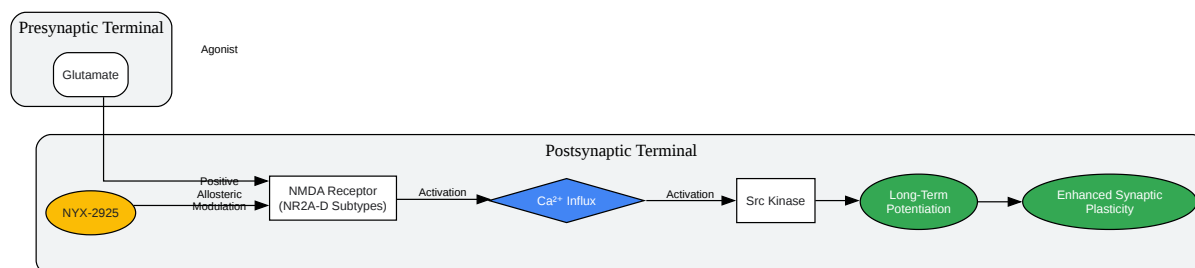 Presynaptic Terminal
Glutamate
Agonist
Postsynaptic Terminal
Positive
Allosteric
Modulation
NYX-2925
NMDA Receptor
(NR2A-D Subtypes)
Activation
Ca²⁺ Influx
Activation
Src Kinase
Long-Term
Potentiation
Enhanced Synaptic
Plasticity